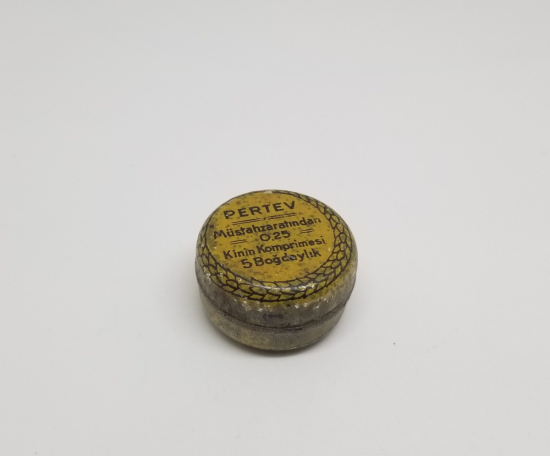 PERTEV
Müstahzaratından
0.25
Kinin Komprimesi
5 Boğdaylık